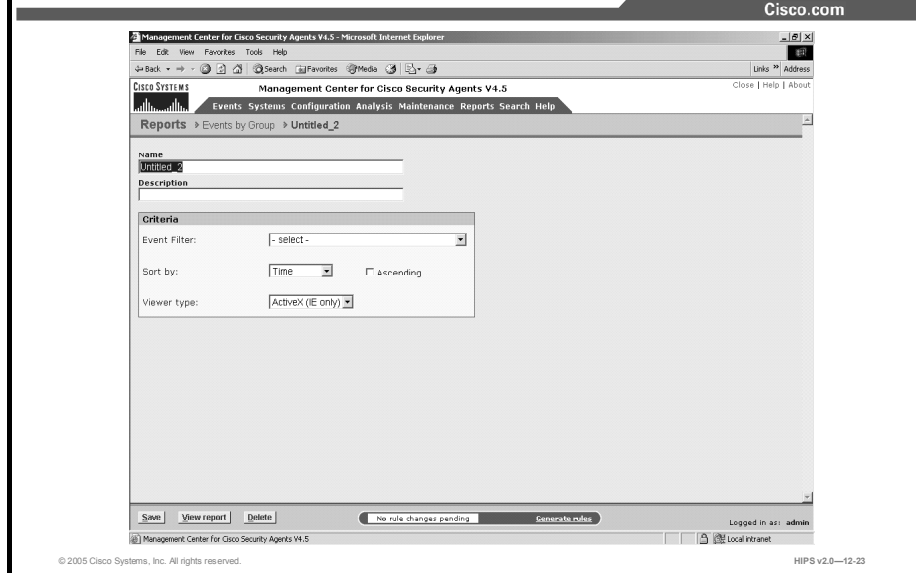 Cisco.com
Management Center for Cisco Security Agents V4.5 - Microsoft Internet Explorer
File Edit View Favorites Tools Help
Back Search Favorites Media Links » Address
CISCO SYSTEMS Management Center for Cisco Security Agents V4.5 Close | Help | About
Events Systems Configuration Analysis Maintenance Reports Search Help
Reports Events by Group Untitled_2
Name
Untitled_2
Description
Criteria
Event Filter: - select -
Sort by: Time Ascending
Viewer type: ActiveX (IE only)
Save View report Delete No rule changes pending Generate rules Logged in as: admin
Management Center for Cisco Security Agents V4.5 Local intranet
© 2005 Cisco Systems, Inc. All rights reserved. HIPS v2.0—12-23